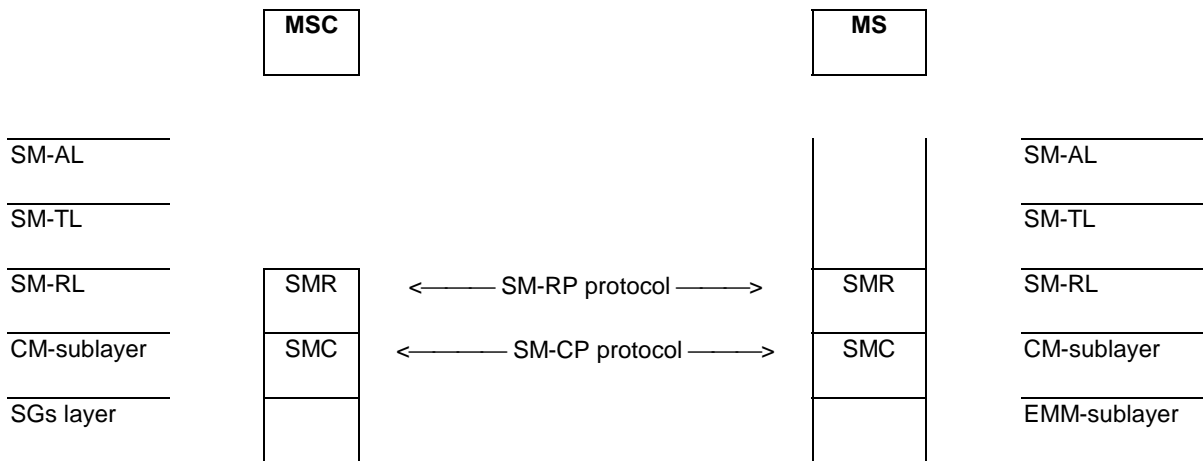 MSC MS
SM-AL SM-AL
SM-TL SM-TL
SM-RL SMR <——— SM-RP protocol ———> SMR SM-RL
CM-sublayer SMC <———— SM-CP protocol ———> SMC CM-sublayer
SGs layer EMM-sublayer